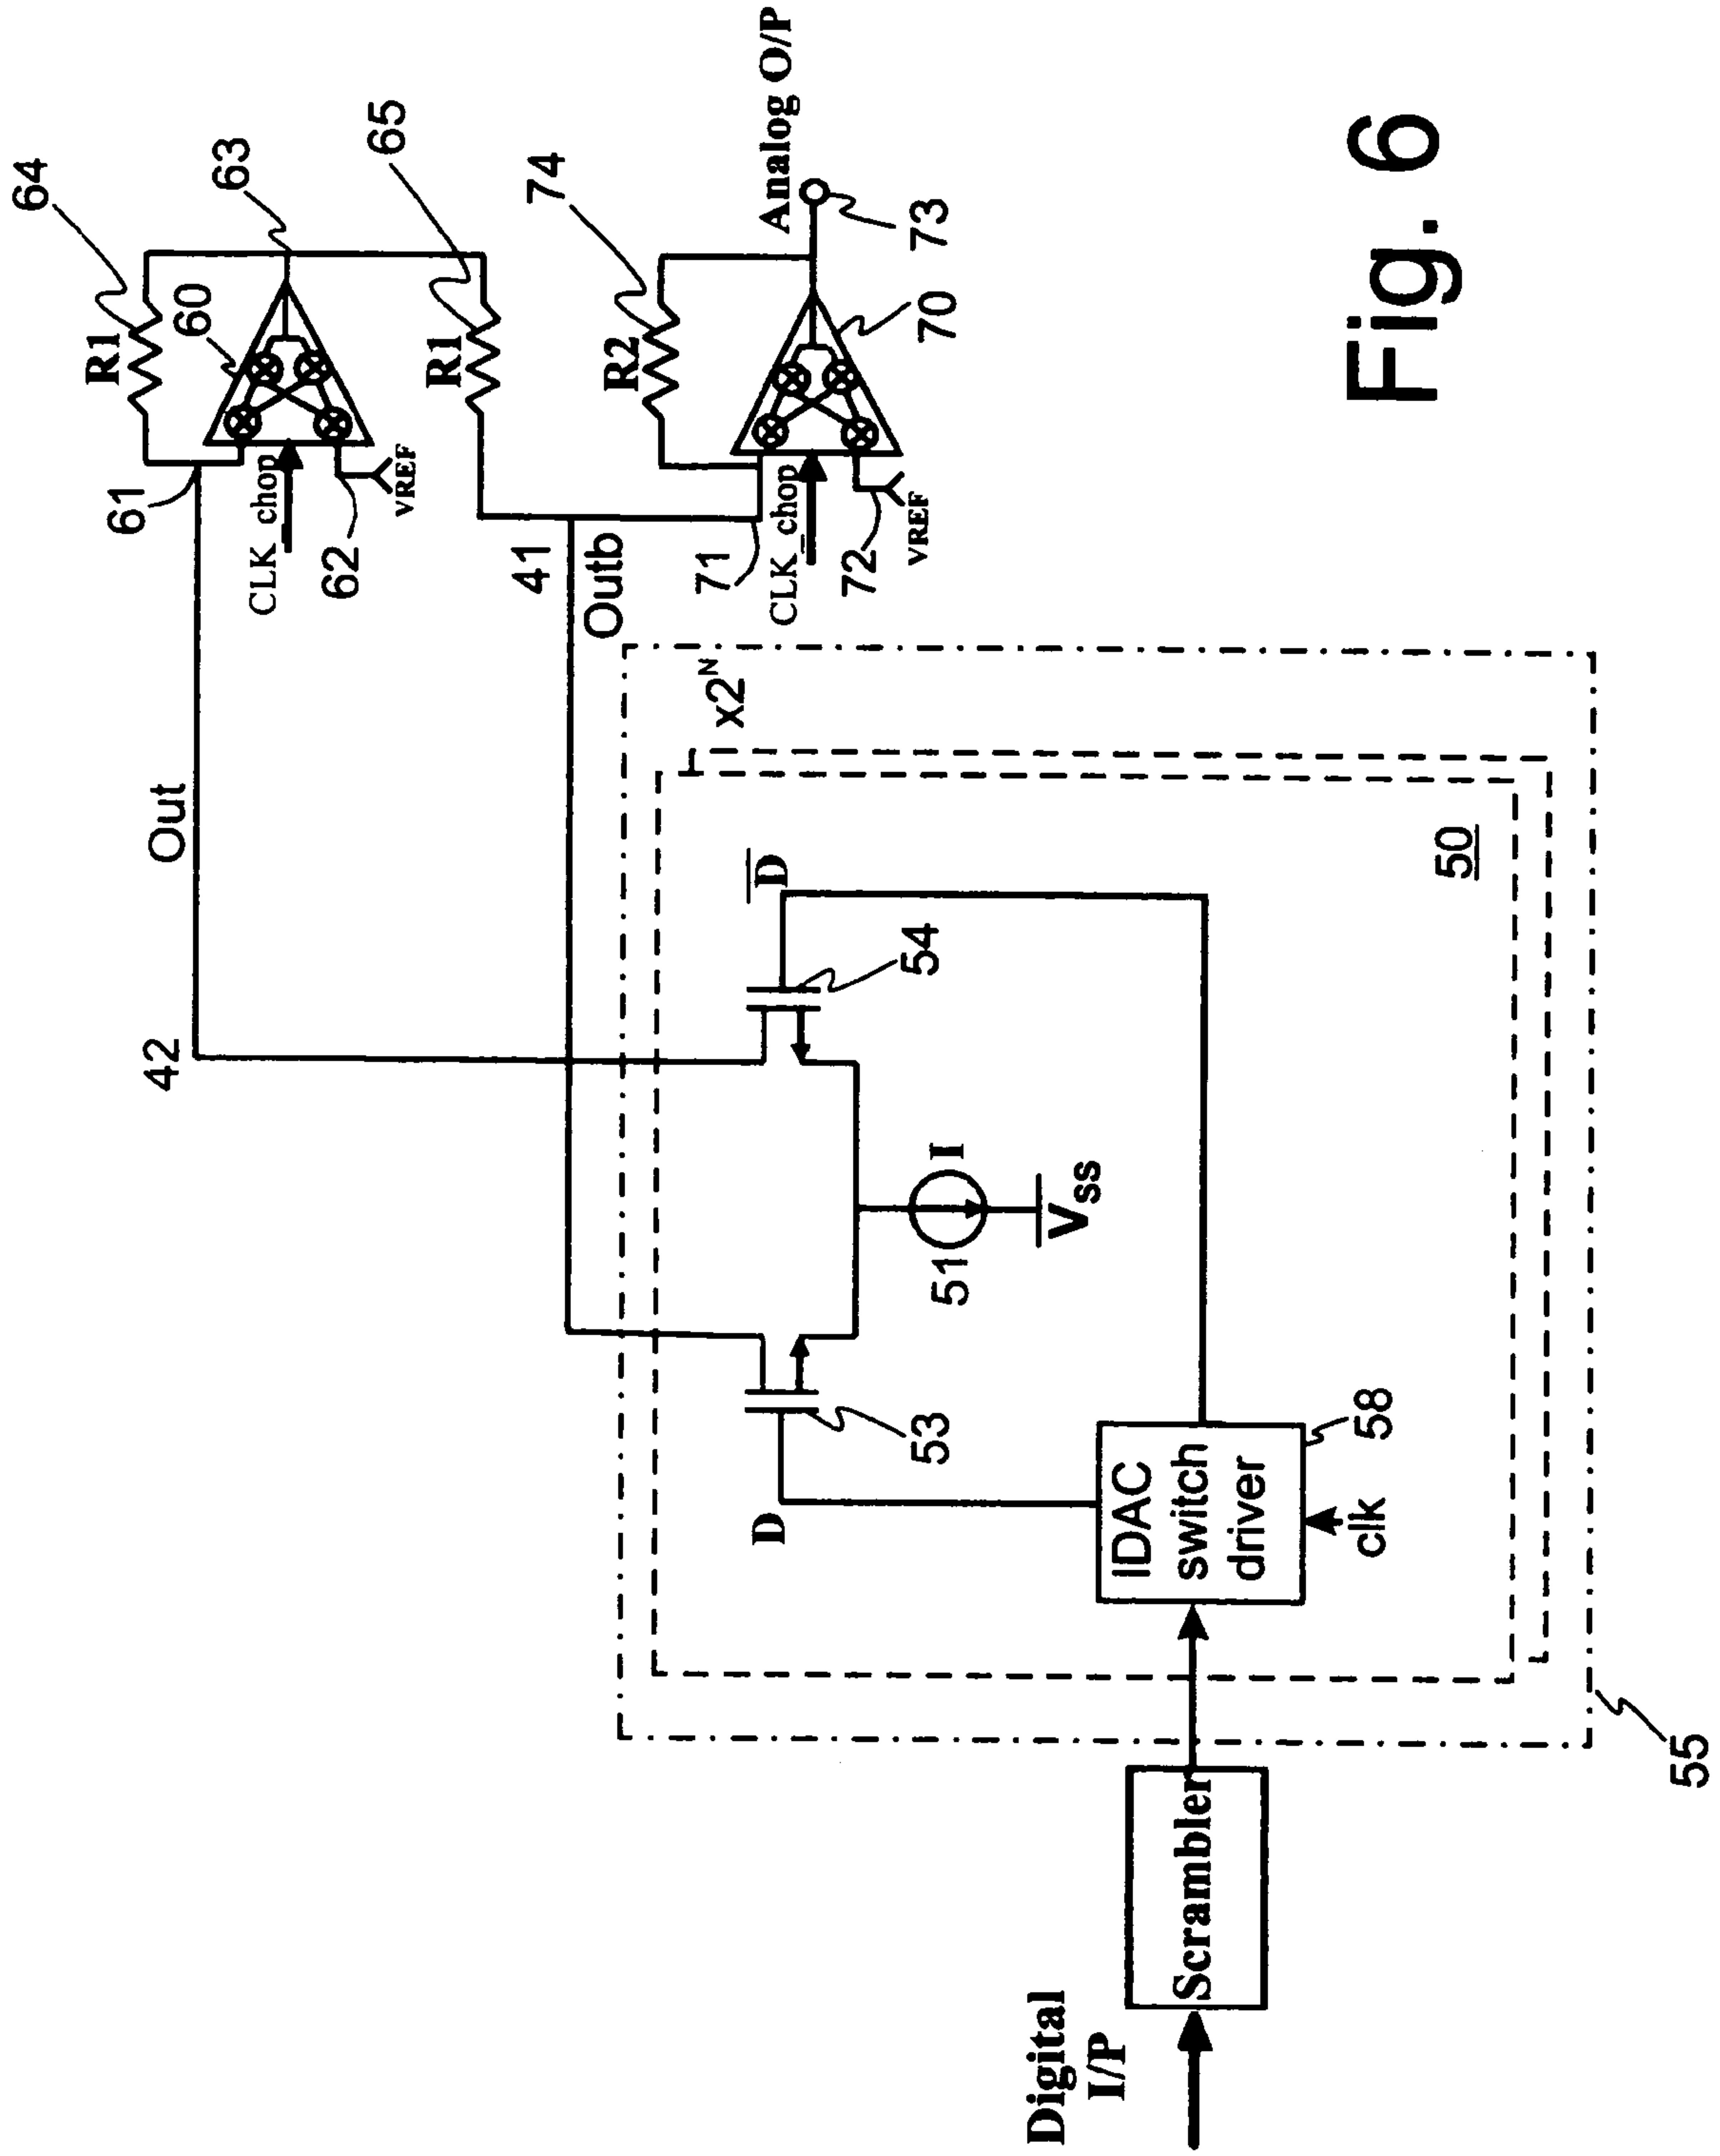 64
R1
60
63
61
CLK_chop
62
VREF
65
R1
Out
42
41
Outb
74
R2
Analog O/P
73
70
71
CLK_chop
72
VREF
x2^N
D
53
D̅
54
51
I
Vss
50
IDAC
switch
driver
58
clk
Digital
I/P
Scrambler
55
Fig. 6